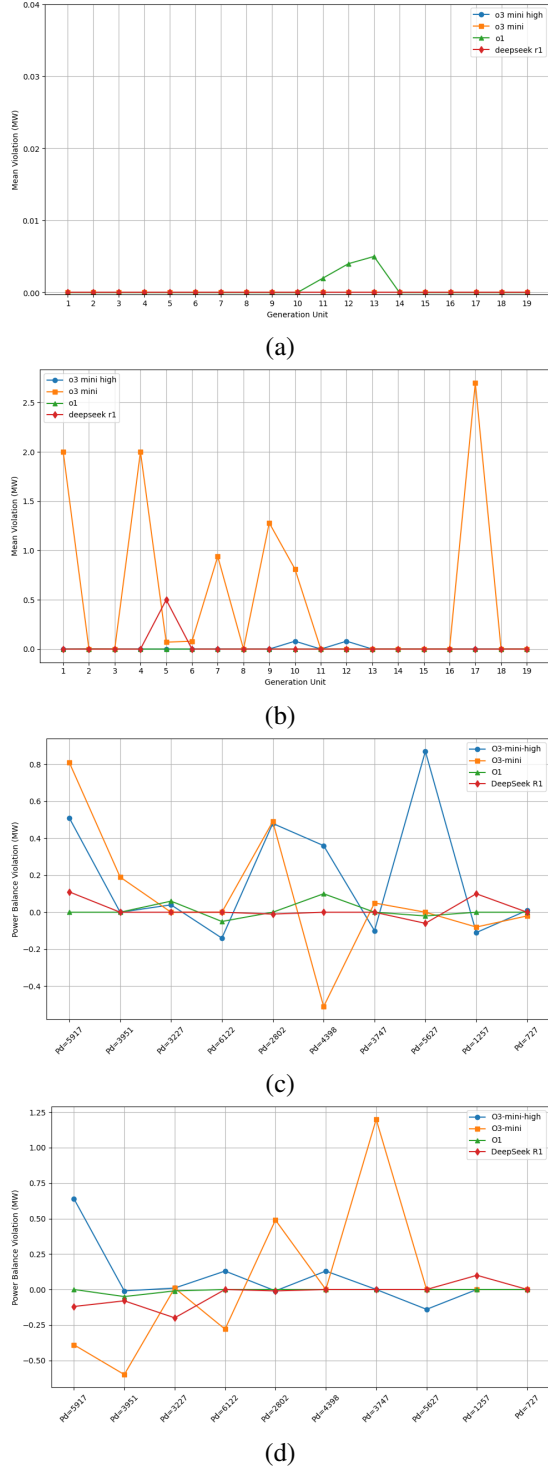 0.04
0.03
0.02
0.01
0.00
Mean Violation (MW)
o3 mini high
o3 mini
o1
deepseek r1
1 2 3 4 5 6 7 8 9 10 11 12 13 14 15 16 17 18 19
Generation Unit
(a)
o3 mini high
o3 mini
o1
deepseek r1
2.5
2.0
1.5
1.0
0.5
0.0
Mean Violation (MW)
1 2 3 4 5 6 7 8 9 10 11 12 13 14 15 16 17 18 19
Generation Unit
(b)
0.8
0.6
0.4
0.2
0.0
−0.2
−0.4
Power Balance Violation (MW)
O3-mini-high
O3-mini
O1
DeepSeek R1
Pd=5917 Pd=3951 Pd=3227 Pd=6122 Pd=2802 Pd=4398 Pd=3747 Pd=5627 Pd=1257 Pd=727
(c)
1.25
1.00
0.75
0.50
0.25
0.00
−0.25
−0.50
Power Balance Violation (MW)
O3-mini-high
O3-mini
O1
DeepSeek R1
Pd=5917 Pd=3951 Pd=3227 Pd=6122 Pd=2802 Pd=4398 Pd=3747 Pd=5627 Pd=1257 Pd=727
(d)